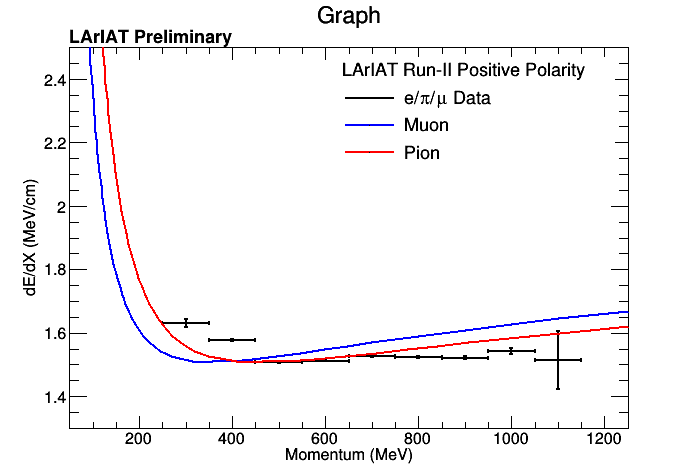 Graph
LArIAT Preliminary
LArIAT Run-II Positive Polarity
e/π/μ Data
Muon
Pion
dE/dX (MeV/cm)
2.4
2.2
2
1.8
1.6
1.4
200 400 600 800 1000 1200
Momentum (MeV)